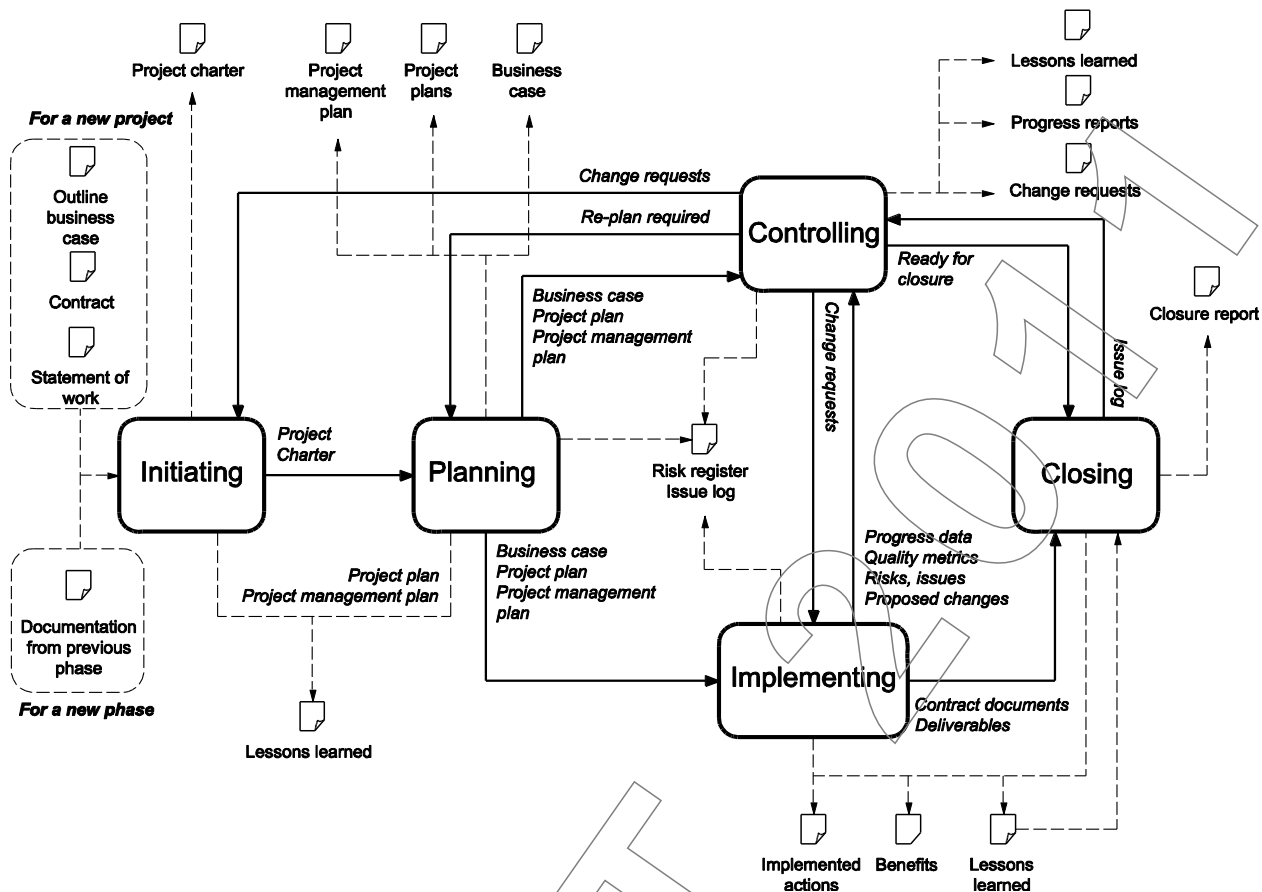 Project charter
Project
management
plan
Project
plans
Business
case
Lessons learned
Progress reports
Change requests
For a new project
Outline
business
case
Contract
Statement of
work
Change requests
Re-plan required
Controlling
Ready for
closure
Closure report
Business case
Project plan
Project management
plan
Change requests
Issue log
Project
Charter
Initiating
Planning
Risk register
Issue log
Closing
Business case
Project plan
Project management
plan
Project plan
Project management plan
Progress data
Quality metrics
Risks, issues
Proposed changes
Documentation
from previous
phase
For a new phase
Implementing
Contract documents
Deliverables
Lessons learned
Implemented
actions
Benefits
Lessons
learned